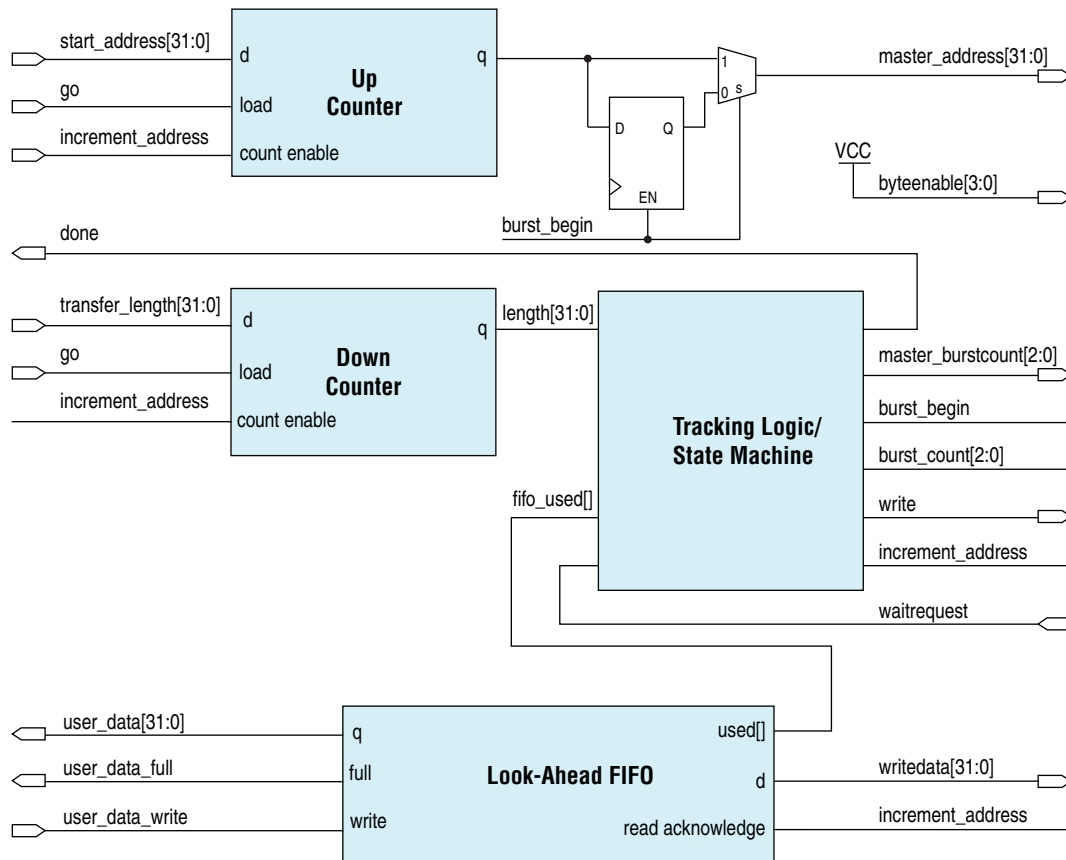 start_address[31:0]
go
increment_address
d
load
count enable
Up
Counter
q
D
Q
EN
1
0
s
master_address[31:0]
VCC
byteenable[3:0]
burst_begin
done
transfer_length[31:0]
go
increment_address
d
load
count enable
Down
Counter
q
length[31:0]
fifo_used[]
Tracking Logic/
State Machine
master_burstcount[2:0]
burst_begin
burst_count[2:0]
write
increment_address
waitrequest
user_data[31:0]
user_data_full
user_data_write
q
full
write
Look-Ahead FIFO
used[]
d
read acknowledge
writedata[31:0]
increment_address